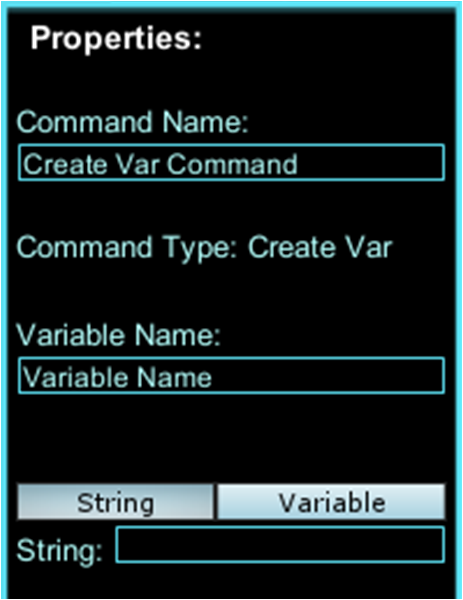 Properties:
Command Name:
Create Var Command
Command Type: Create Var
Variable Name:
Variable Name
String Variable
String: